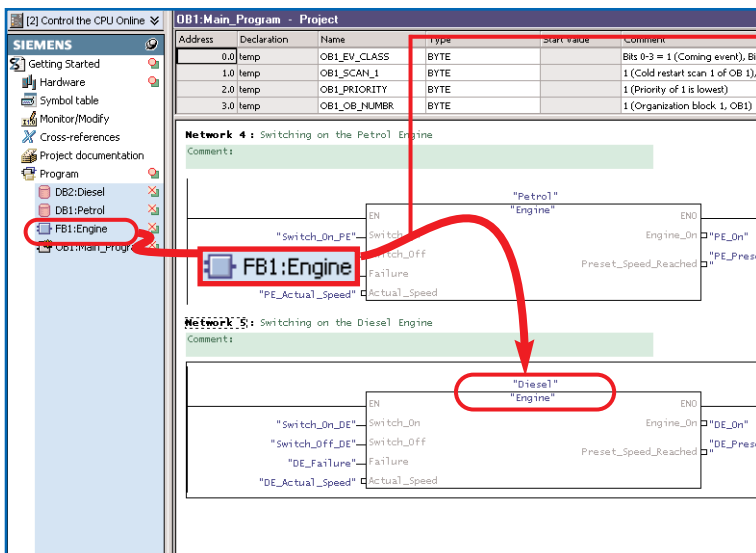 [2] Control the CPU Online
SIEMENS
Getting Started
Hardware
Symbol table
Monitor/Modify
Cross-references
Project documentation
Program
DB2:Diesel
DB1:Petrol
FB1:Engine
OB1:Main_Progra
OB1:Main_Program - Project
Address Declaration Name Type Start Value Comment
0.0 temp OB1_EV_CLASS BYTE Bits 0-3 = 1 (Coming event), Bi
1.0 temp OB1_SCAN_1 BYTE 1 (Cold restart scan 1 of OB 1),
2.0 temp OB1_PRIORITY BYTE 1 (Priority of 1 is lowest)
3.0 temp OB1_OB_NUMBR BYTE 1 (Organization block 1, OB1)
Network 4 : Switching on the Petrol Engine
Comment:
"Petrol"
"Engine"
EN ENO
"Switch_On_PE" Switch_ Engine_On "PE_On"
witch_Off
FB1:Engine
Failure Preset_Speed_Reached "PE_Prese
"
"PE_Actual_Speed" Actual_Speed
Network 5 : Switching on the Diesel Engine
Comment:
"Diesel"
"Engine"
EN ENO
"Switch_On_DE" Switch_On Engine_On "DE_On"
"Switch_Off_DE" Switch_Off
"DE_Failure" Failure Preset_Speed_Reached "DE_Prese
"
"DE_Actual_Speed" Actual_Speed